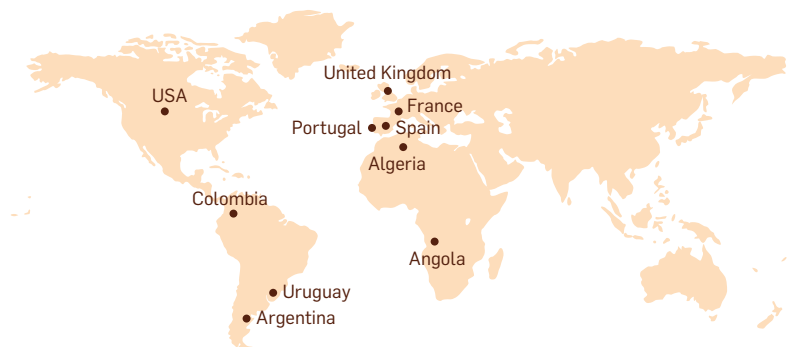 United Kingdom
USA
France
Portugal
Spain
Algeria
Colombia
Angola
Uruguay
Argentina